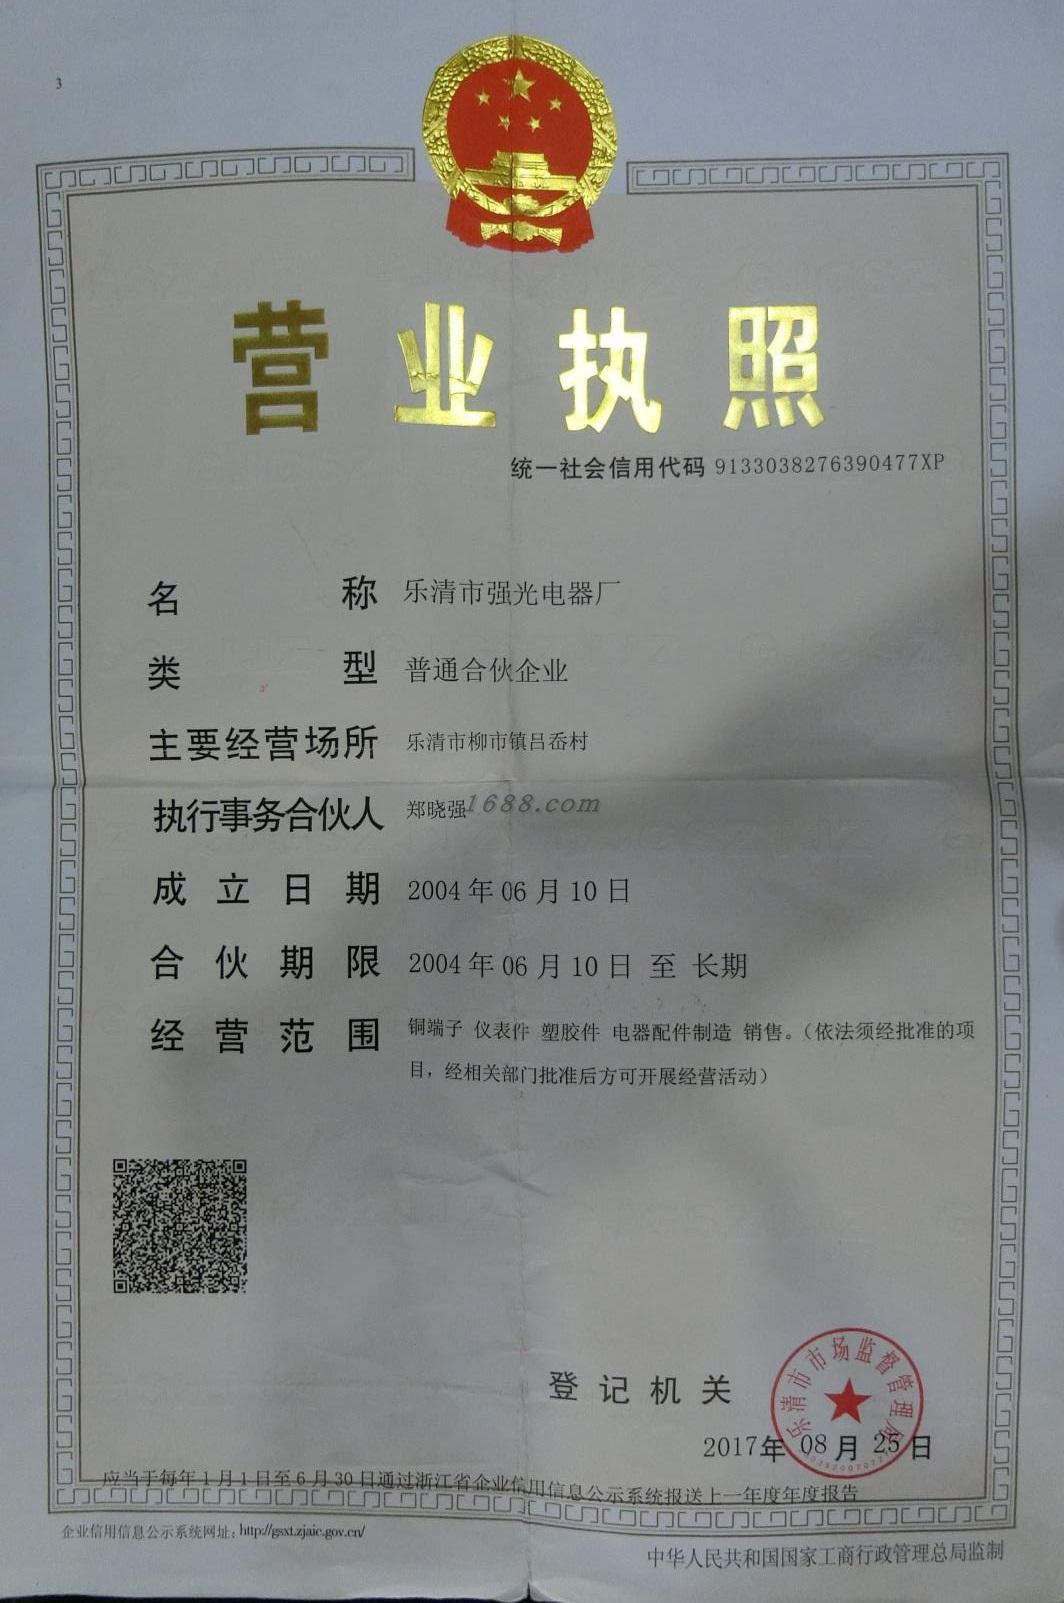 3
营业执照
统一社会信用代码 9133038276390477XP
名称 乐清市强光电器厂
类型 普通合伙企业
主要经营场所 乐清市柳市镇吕岙村
执行事务合伙人 郑晓强
1688.com
成立日期 2004年06月10日
合伙期限 2004年06月10日 至 长期
经营范围 铜端子 仪表件 塑胶件 电器配件制造 销售。（依法须经批准的项
目，经相关部门批准后方可开展经营活动）
登记机关
乐清市市场监督管理局
2017年08月25日
应当于每年1月1日至6月30日通过浙江省企业信用信息公示系统报送上一年度年度报告
企业信用信息公示系统网址：http://gsxt.zjaic.gov.cn/
中华人民共和国国家工商行政管理总局监制